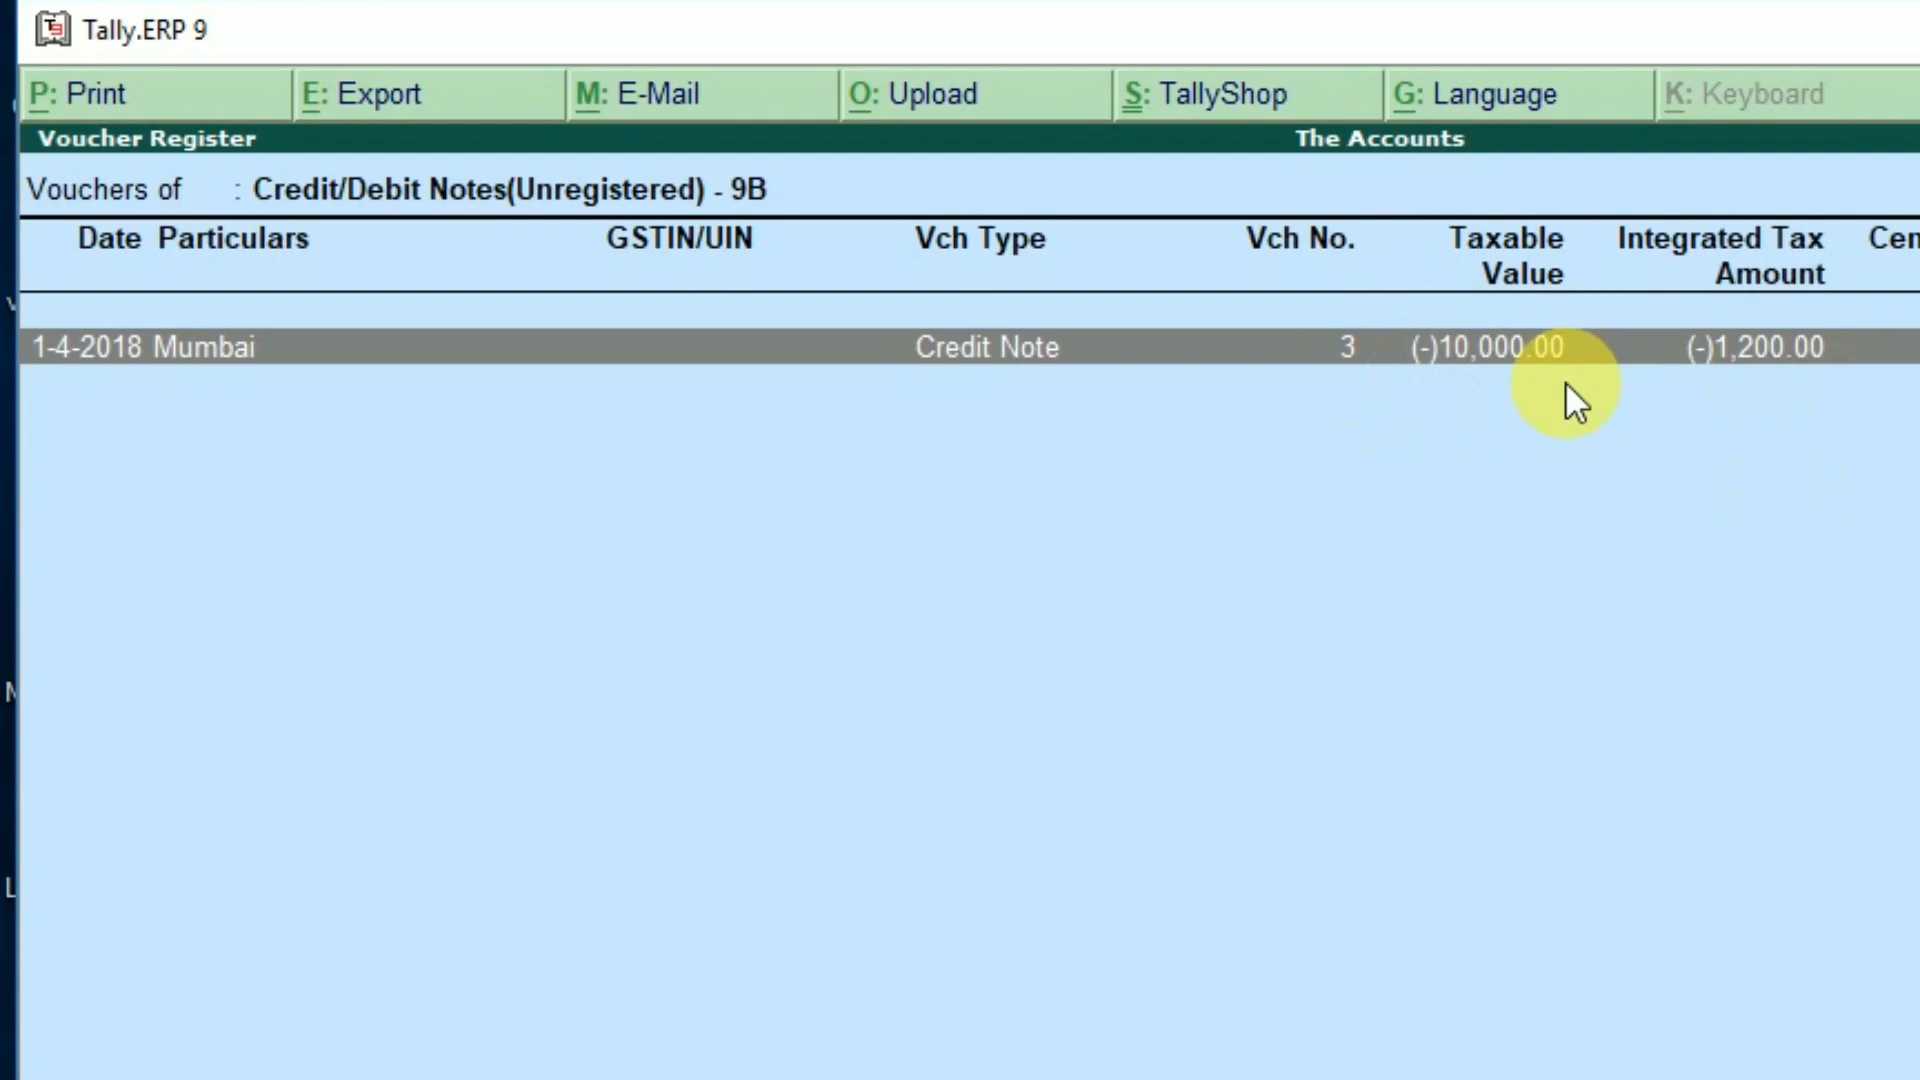 Tally.ERP 9
P: Print E: Export M: E-Mail O: Upload S: TallyShop G: Language K: Keyboard
Voucher Register The Accounts
Vouchers of : Credit/Debit Notes(Unregistered) - 9B
Date Particulars GSTIN/UIN Vch Type Vch No. Taxable Integrated Tax Cen
Value Amount
1-4-2018 Mumbai Credit Note 3 (-)10,000.00 (-)1,200.00